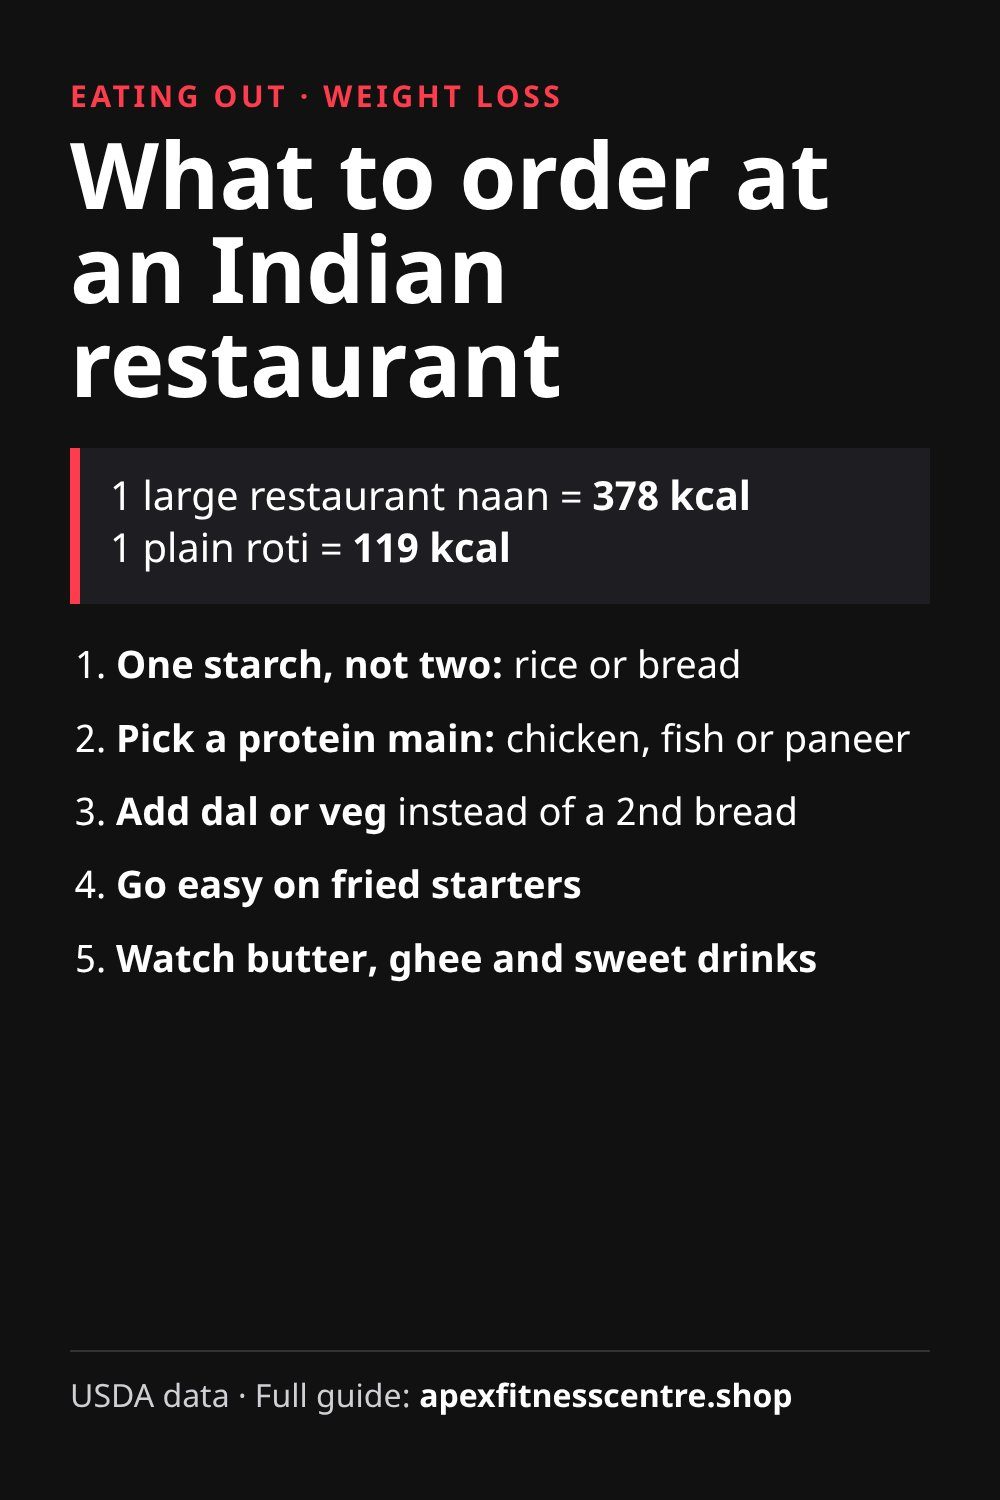 EATING OUT · WEIGHT LOSS
What to order at
an Indian
restaurant
1 large restaurant naan = 378 kcal
1 plain roti = 119 kcal
1. One starch, not two: rice or bread
2. Pick a protein main: chicken, fish or paneer
3. Add dal or veg instead of a 2nd bread
4. Go easy on fried starters
5. Watch butter, ghee and sweet drinks
USDA data · Full guide: apexfitnesscentre.shop